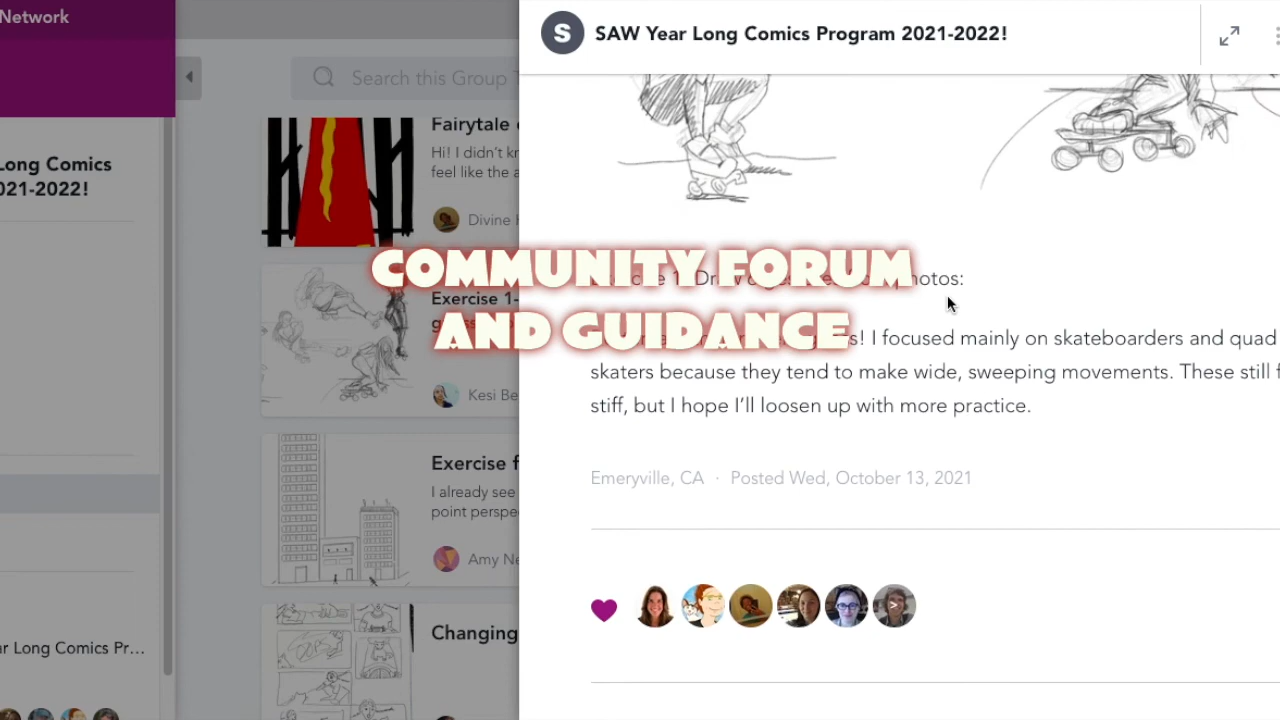 Network
S SAW Year Long Comics Program 2021-2022!
Search this Group
Long Comics
021-2022!
Fairytale
Hi! I didn't
feel like the
Divine
Exercise 1-
Kesi Be
Exercise f
I already see
point perspe
Amy Ne
Changing
ar Long Comics Pr...
COMMUNITY FORUM
AND GUIDANCE
photos:
I focused mainly on skateboarders and quad
skaters because they tend to make wide, sweeping movements. These still f
stiff, but I hope I'll loosen up with more practice.
Emeryville, CA · Posted Wed, October 13, 2021